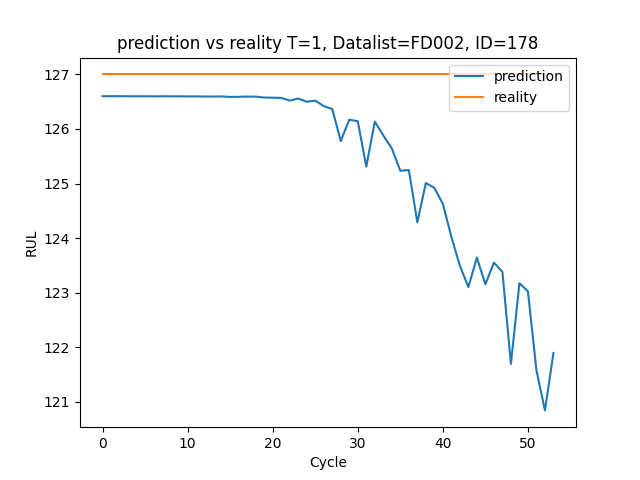 prediction vs reality T=1, Datalist=FD002, ID=178
prediction
reality
127
126
125
124
123
122
121
RUL
0 10 20 30 40 50
Cycle